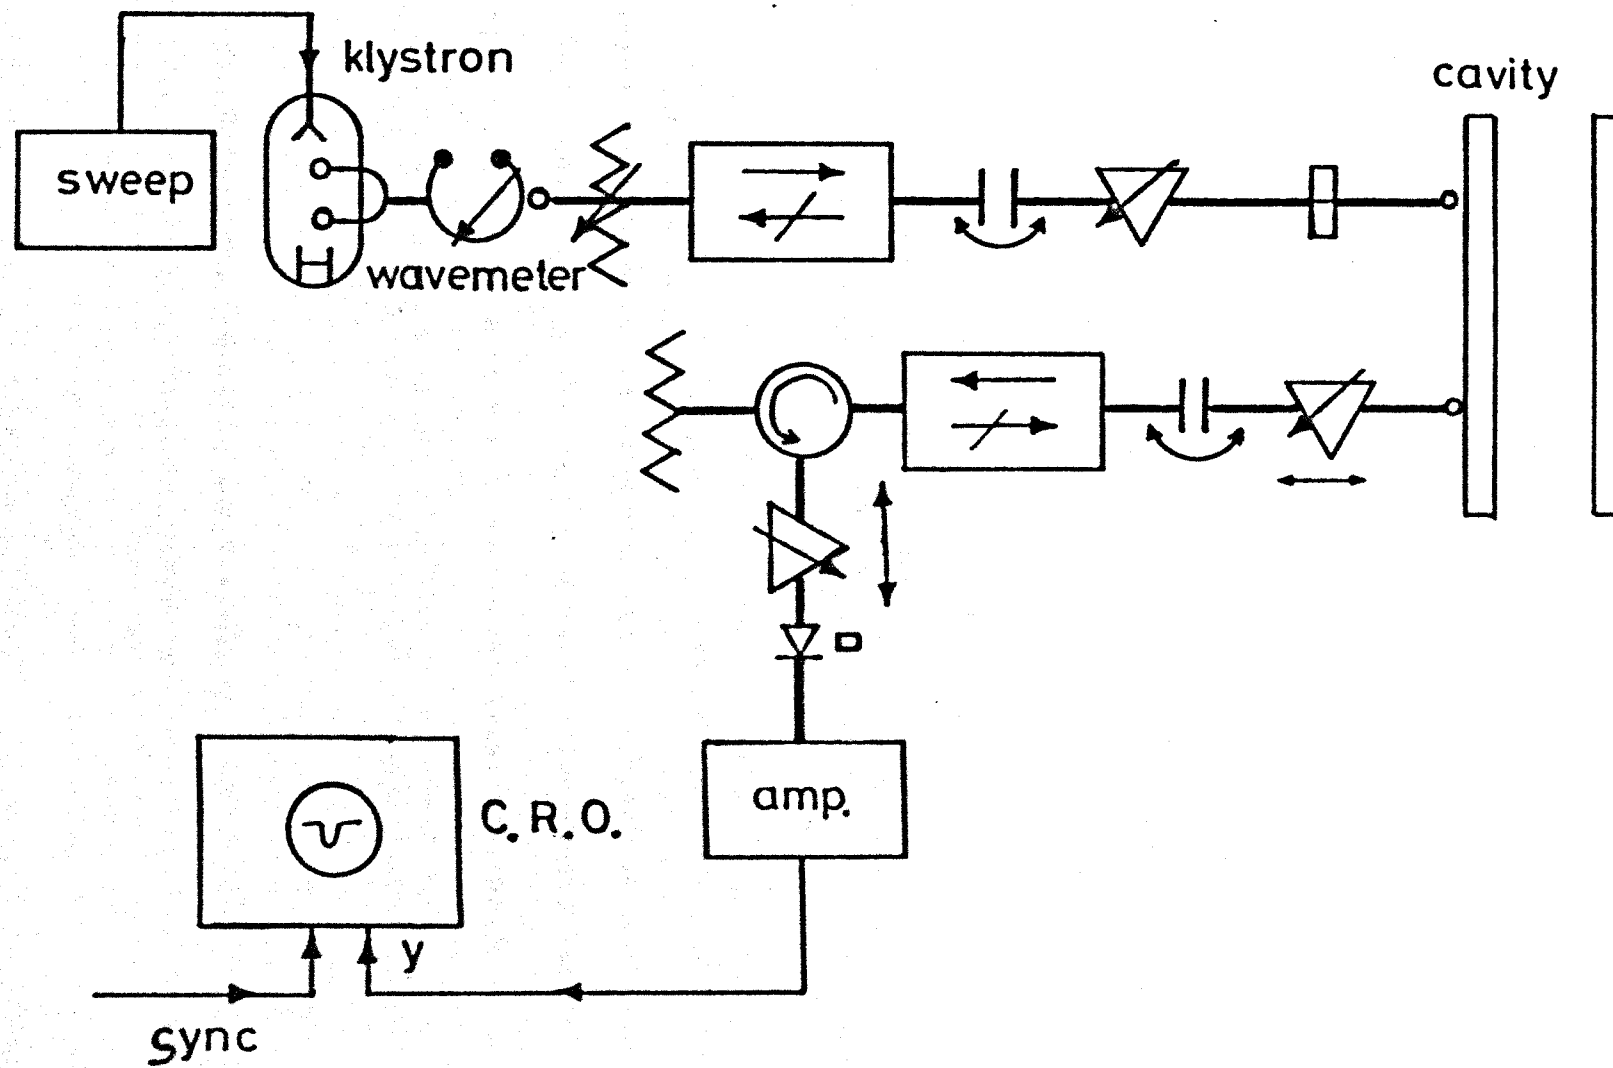 klystron
cavity
sweep
wavemeter
D
amp.
C.R.O.
y
sync